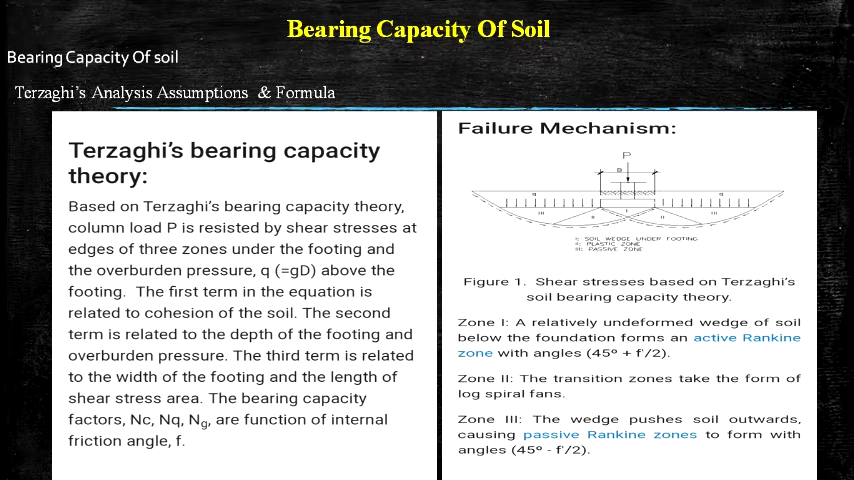 Bearing Capacity Of Soil
Bearing Capacity Of soil
Terzaghi's Analysis Assumptions & Formula
Terzaghi's bearing capacity
theory:
Based on Terzaghi's bearing capacity theory,
column load P is resisted by shear stresses at
edges of three zones under the footing and
the overburden pressure, q (=gD) above the
footing. The first term in the equation is
related to cohesion of the soil. The second
term is related to the depth of the footing and
overburden pressure. The third term is related
to the width of the footing and the length of
shear stress area. The bearing capacity
factors, Nc, Nq, Ng, are function of internal
friction angle, f.
Failure Mechanism:
P
B
q q
III II I II III
I: SOIL WEDGE UNDER FOOTING
II: PLASTIC ZONE
III: PASSIVE ZONE
Figure 1. Shear stresses based on Terzaghi's
soil bearing capacity theory.
Zone I: A relatively undeformed wedge of soil
below the foundation forms an active Rankine
zone with angles (45º + f'/2).
Zone II: The transition zones take the form of
log spiral fans.
Zone III: The wedge pushes soil outwards,
causing passive Rankine zones to form with
angles (45º - f'/2).